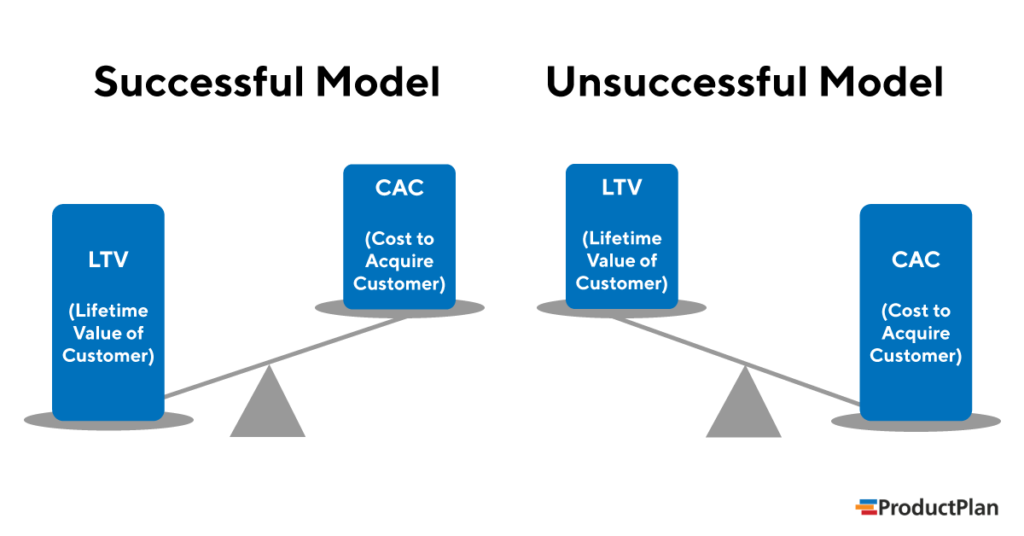 Successful Model
LTV
(Lifetime
Value of
Customer)
CAC
(Cost to
Acquire
Customer)
Unsuccessful Model
LTV
(Lifetime
Value of
Customer)
CAC
(Cost to
Acquire
Customer)
ProductPlan